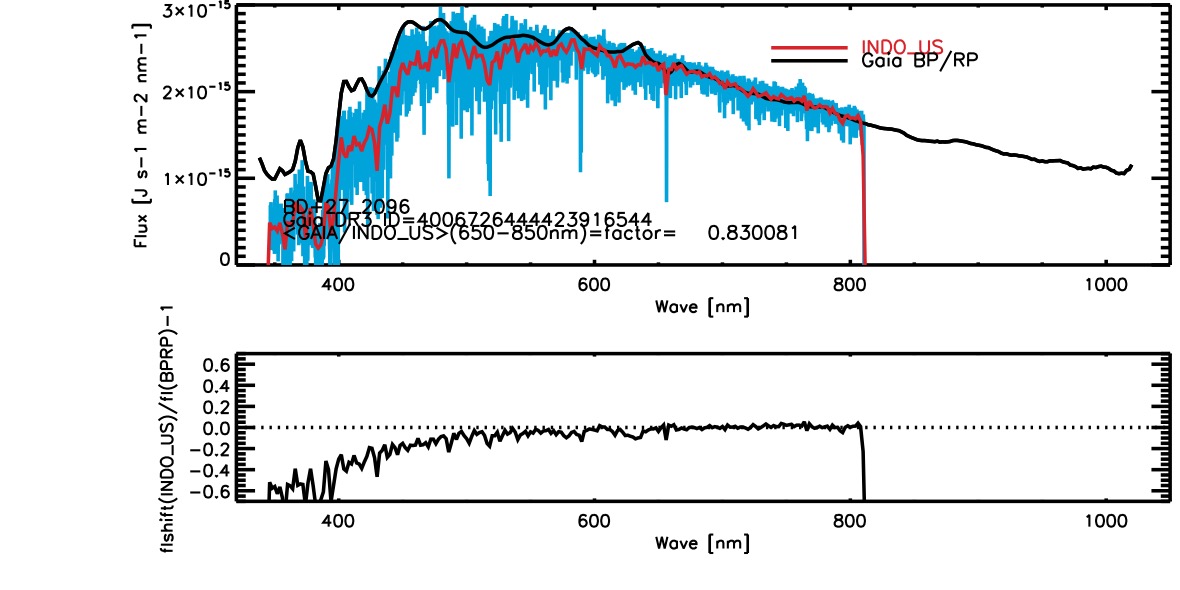 3×10⁻¹⁵
2×10⁻¹⁵
1×10⁻¹⁵
0
Flux [J s−1 m−2 nm−1]
INDO_US
Gaia BP/RP
BD+27 2096
Gaia DR3 ID=4006726444423916544
<GAIA/INDO_US>(650−850nm)=factor= 0.830081
400 600 800 1000
Wave [nm]
flshift(INDO_US)/fl(BPRP)−1
0.6
0.4
0.2
0.0
−0.2
−0.4
−0.6
400 600 800 1000
Wave [nm]